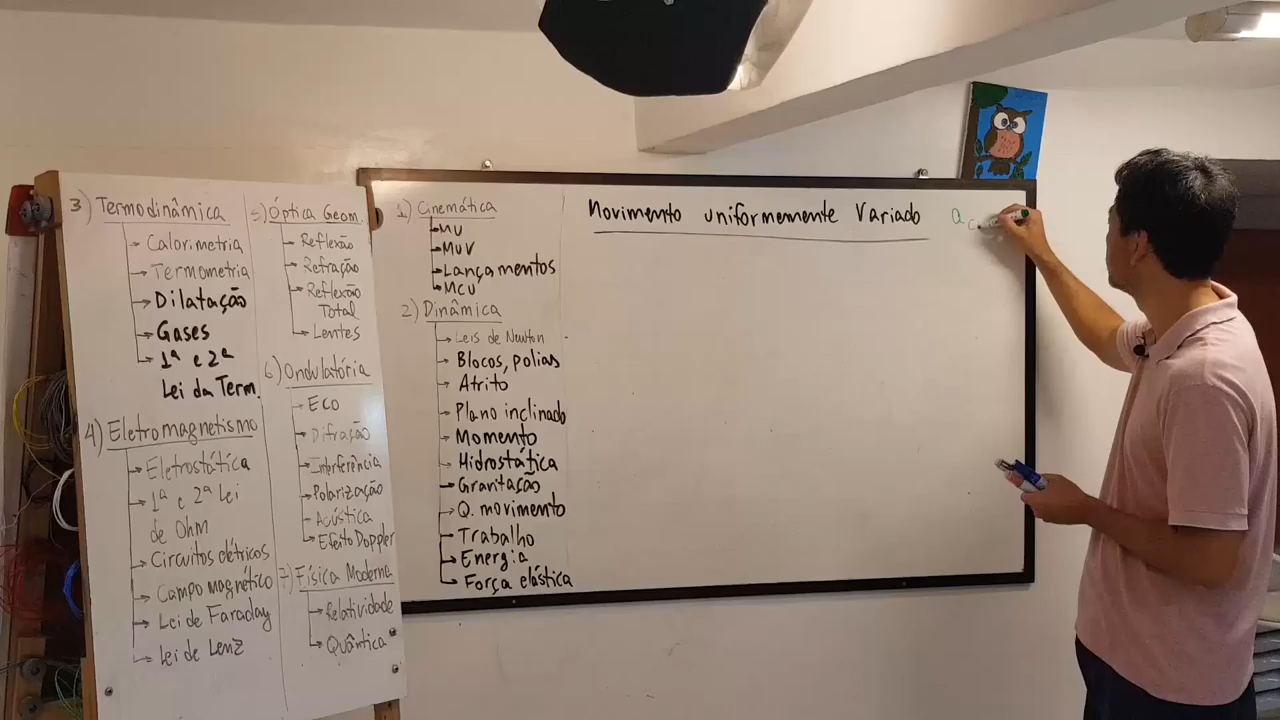 3) Termodinâmica
Calorimetria
Termometria
Dilatação
Gases
1ª e 2ª
Lei da Term.
4) Eletromagnetismo
Eletrostática
1ª e 2ª Lei
de Ohm
Circuitos elétricos
Campo magnético
Lei de Faraday
Lei de Lenz
5) Óptica Geom.
Reflexão
Refração
Reflexão
Total
Lentes
6) Ondulatória
Eco
Difração
Interferência
Polarização
Acústica
Efeito Doppler
7) Física Moderna
Relatividade
Quântica
1) Cinemática
MU
MUV
Lançamentos
MCU
2) Dinâmica
Leis de Newton
Blocos, polias
Atrito
Plano inclinado
Momento
Hidrostática
Gravitação
Q. movimento
Trabalho
Energia
Força elástica
Movimento uniformemente Variado
a